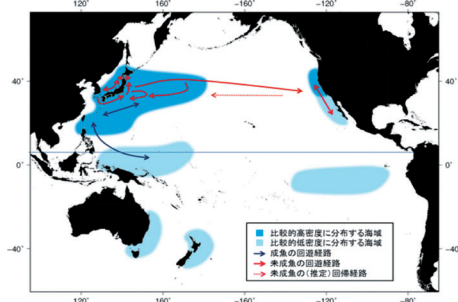 120° 160° −160° −120° −80°
40° 40°
0° 0°
−40° −40°
比較的高密度に分布する海域
比較的低密度に分布する海域
成魚の回遊経路
未成魚の回遊経路
未成魚の(推定)回帰経路
120° 160° −160° −120° −80°